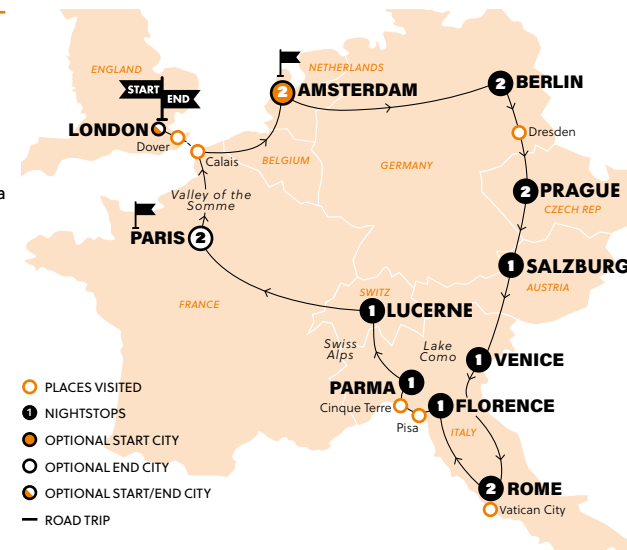 ENGLAND
NETHERLANDS
START
END
2
AMSTERDAM
2
BERLIN
LONDON
Dover
Calais
Dresden
BELGIUM
GERMANY
a
Valley of the
Somme
2
PRAGUE
CZECH REP
PARIS
2
1
SALZBURG
AUSTRIA
FRANCE
SWITZ
1
LUCERNE
Swiss
Alps
Lake
Como
1
VENICE
PARMA
1
Cinque Terre
Pisa
1
FLORENCE
ITALY
2
ROME
Vatican City
PLACES VISITED
1 NIGHTSTOPS
OPTIONAL START CITY
OPTIONAL END CITY
OPTIONAL START/END CITY
ROAD TRIP